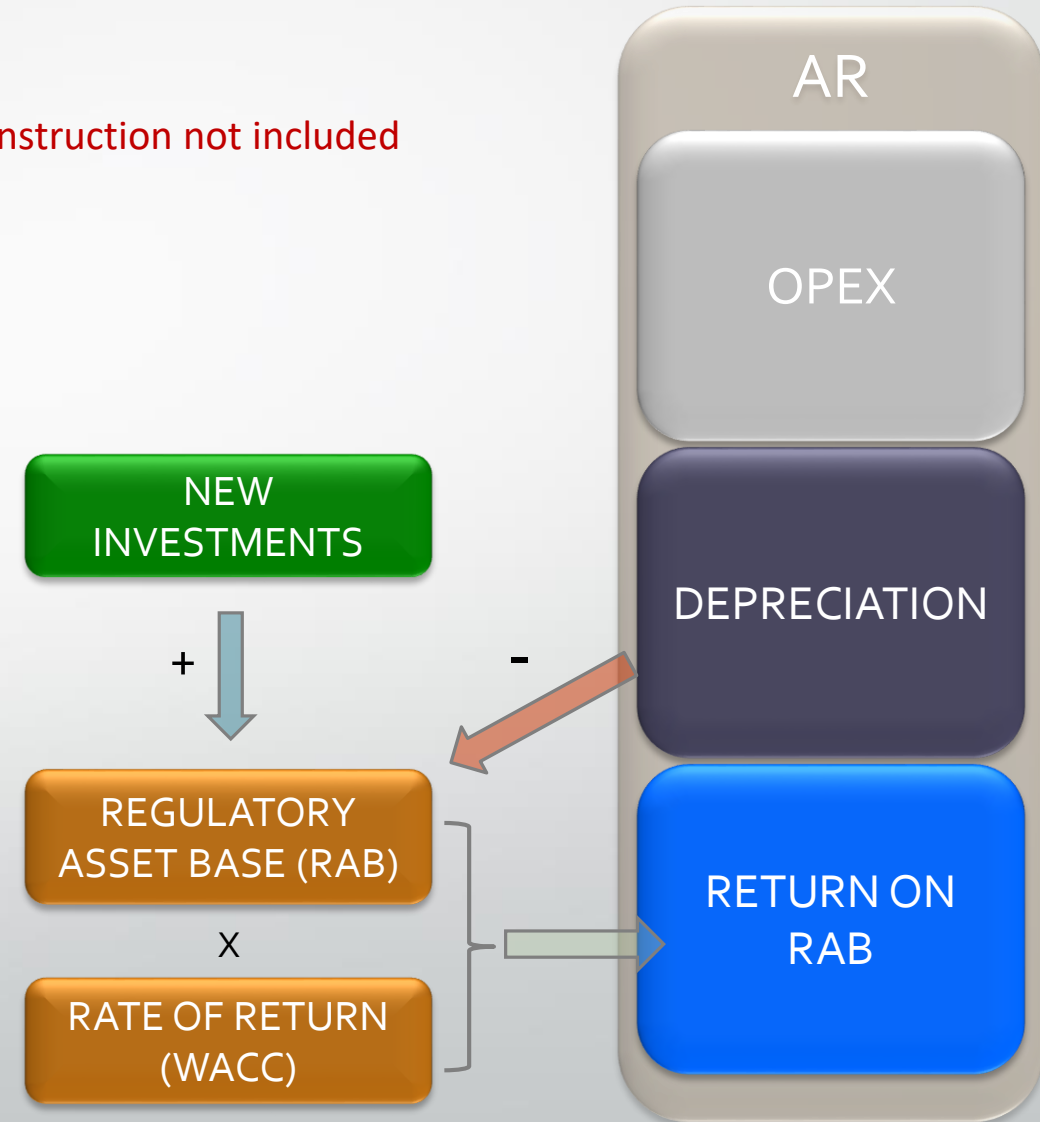 nstruction not included
AR
OPEX
NEW
INVESTMENTS
DEPRECIATION
+
-
REGULATORY
ASSET BASE (RAB)
X
RATE OF RETURN
(WACC)
RETURN ON
RAB